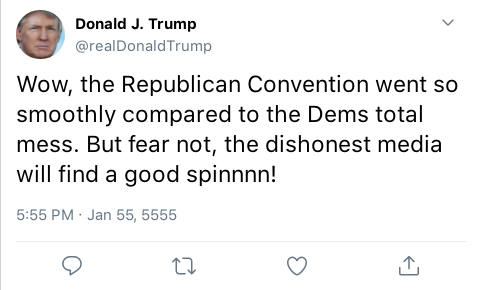 Donald J. Trump
@realDonaldTrump
Wow, the Republican Convention went so
smoothly compared to the Dems total
mess. But fear not, the dishonest media
will find a good spinnnn!
5:55 PM · Jan 55, 5555